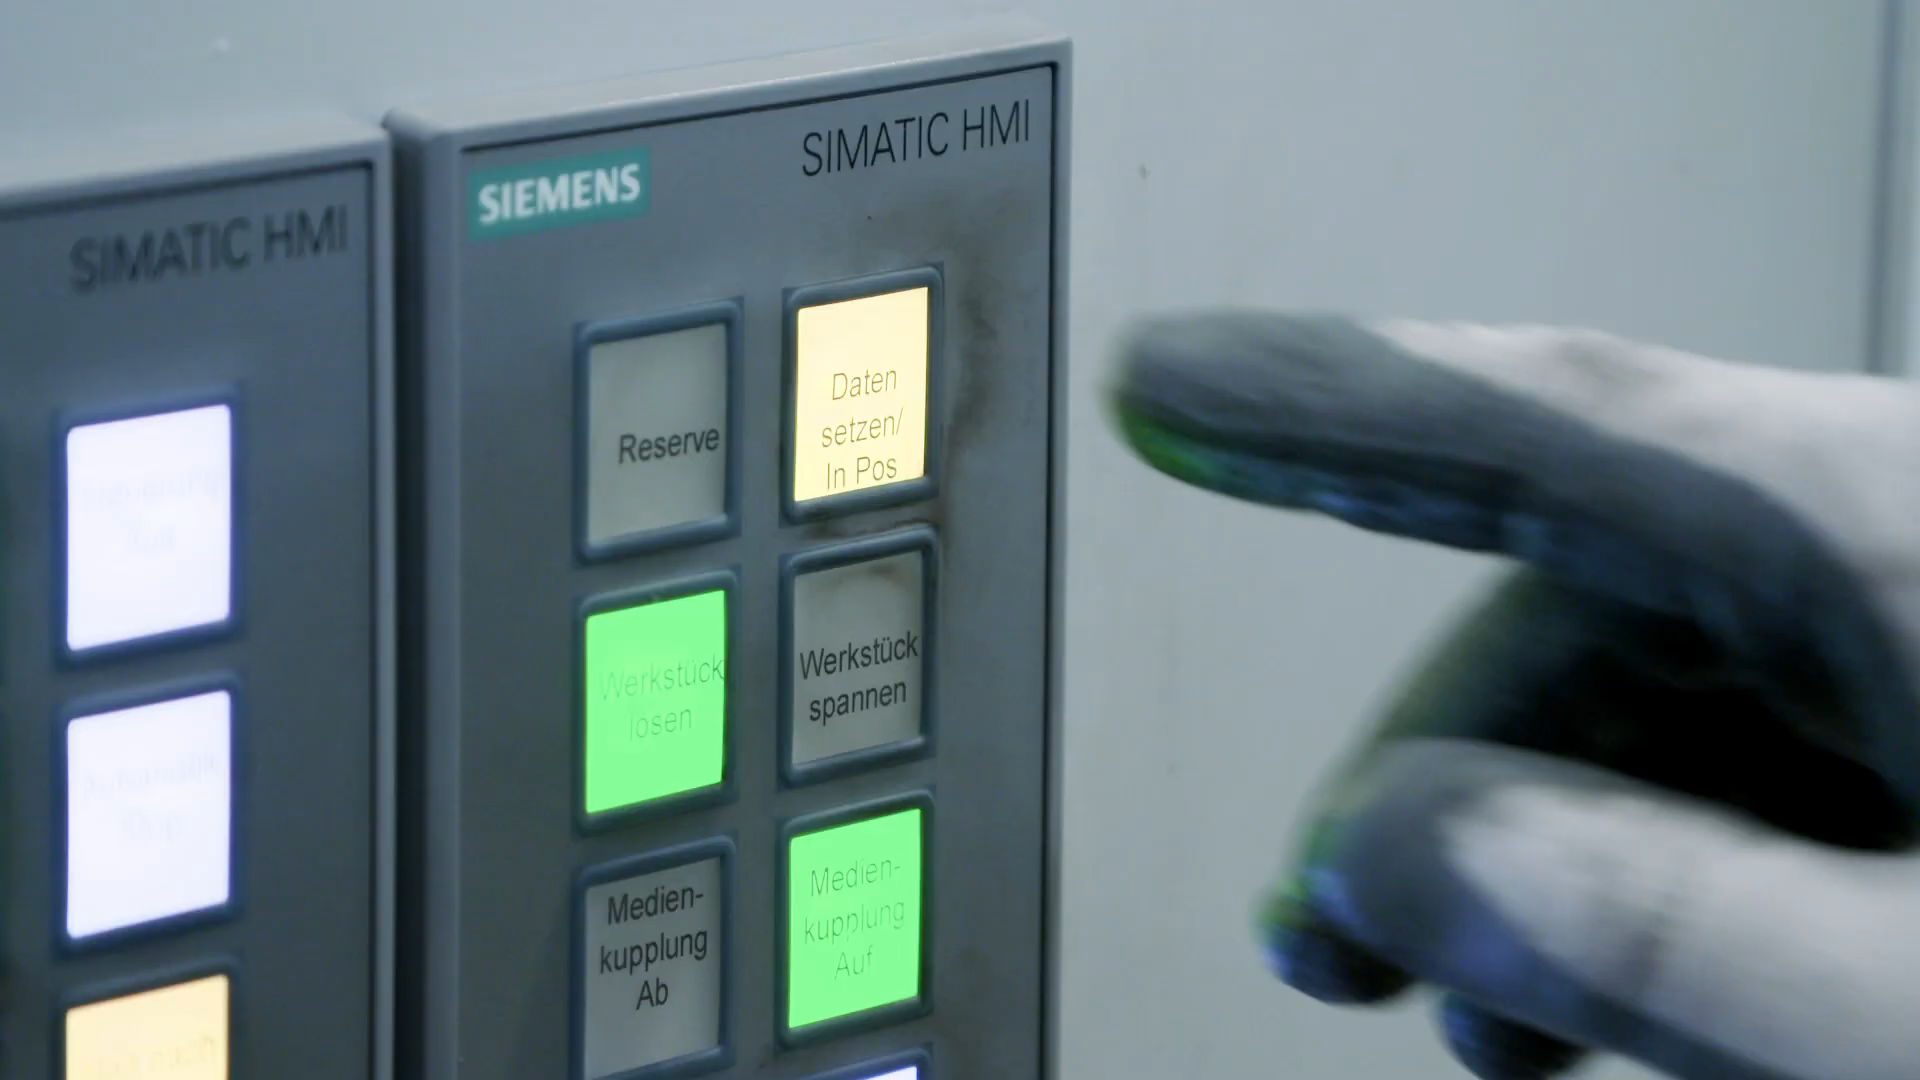 SIMATIC HMI
SIEMENS
SIMATIC HMI
Reserve
Daten
setzen/
In Pos
Werkstück
lösen
Werkstück
spannen
Medien-
kupplung
Ab
Medien-
kupplung
Auf